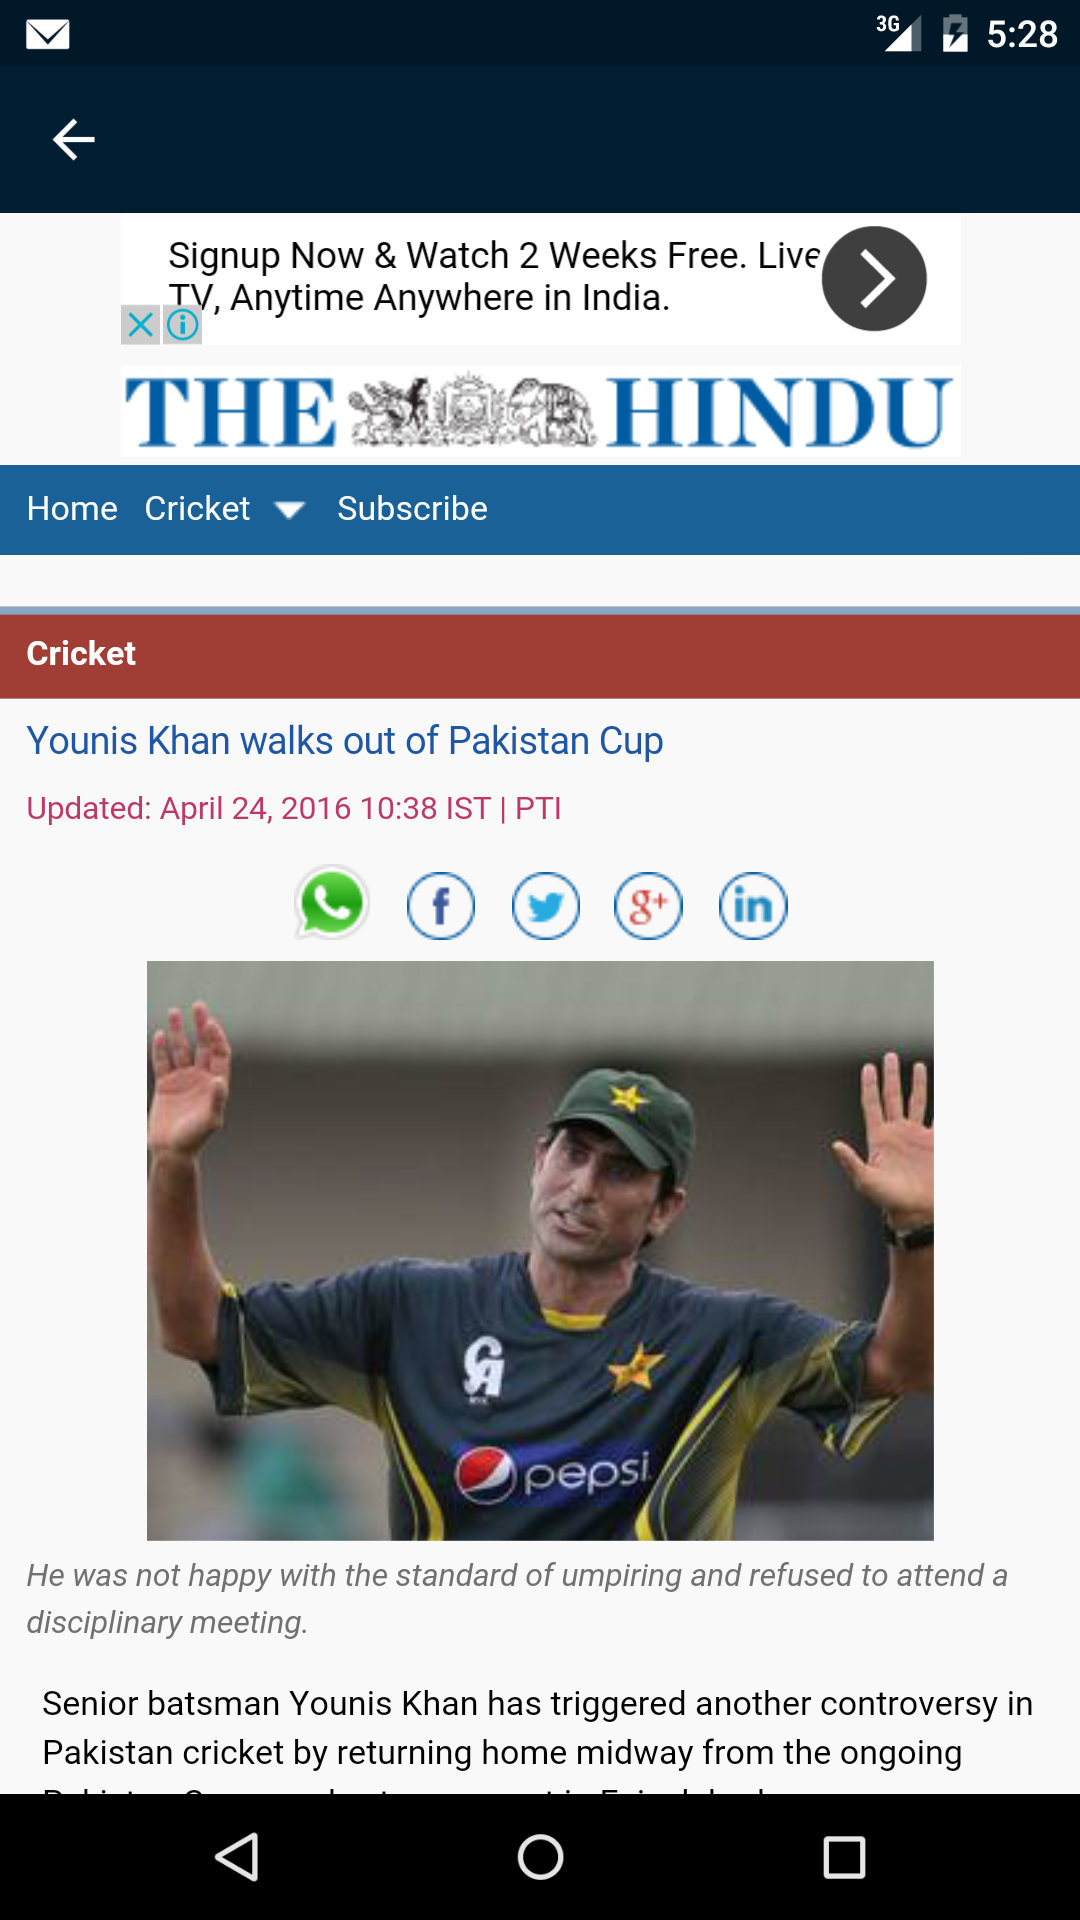 3G 5:28
Signup Now & Watch 2 Weeks Free. Live
TV, Anytime Anywhere in India.
THE HINDU
Home Cricket Subscribe
Cricket
Younis Khan walks out of Pakistan Cup
Updated: April 24, 2016 10:38 IST | PTI
f g+ in
CA
pepsi
He was not happy with the standard of umpiring and refused to attend a
disciplinary meeting.
Senior batsman Younis Khan has triggered another controversy in
Pakistan cricket by returning home midway from the ongoing